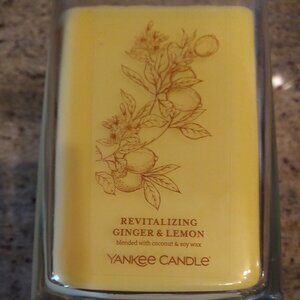 REVITALIZING
GINGER & LEMON
blended with coconut & soy wax
YANKEE CANDLE